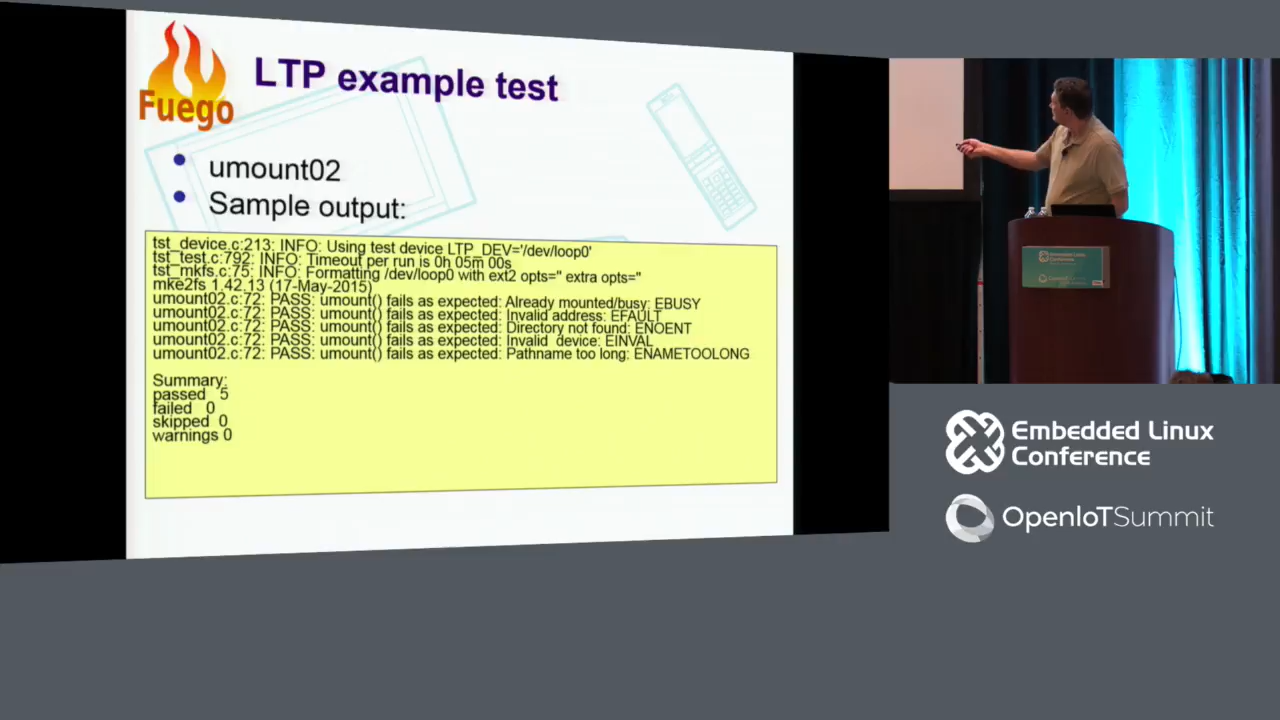 Fuego
LTP example test
umount02
Sample output:
tst_device.c:213: INFO: Using test device LTP_DEV='/dev/loop0'
tst_test.c:792: INFO: Timeout per run is 0h 05m 00s
tst_mkfs.c:75: INFO: Formatting /dev/loop0 with ext2 opts='' extra opts=''
mke2fs 1.42.13 (17-May-2015)
umount02.c:72: PASS: umount() fails as expected: Already mounted/busy: EBUSY
umount02.c:72: PASS: umount() fails as expected: Invalid address: EFAULT
umount02.c:72: PASS: umount() fails as expected: Directory not found: ENOENT
umount02.c:72: PASS: umount() fails as expected: Invalid device: EINVAL
umount02.c:72: PASS: umount() fails as expected: Pathname too long: ENAMETOOLONG
Summary:
passed 5
failed 0
skipped 0
warnings 0
Embedded Linux
Conference
Embedded Linux
Conference
OpenIoTSummit